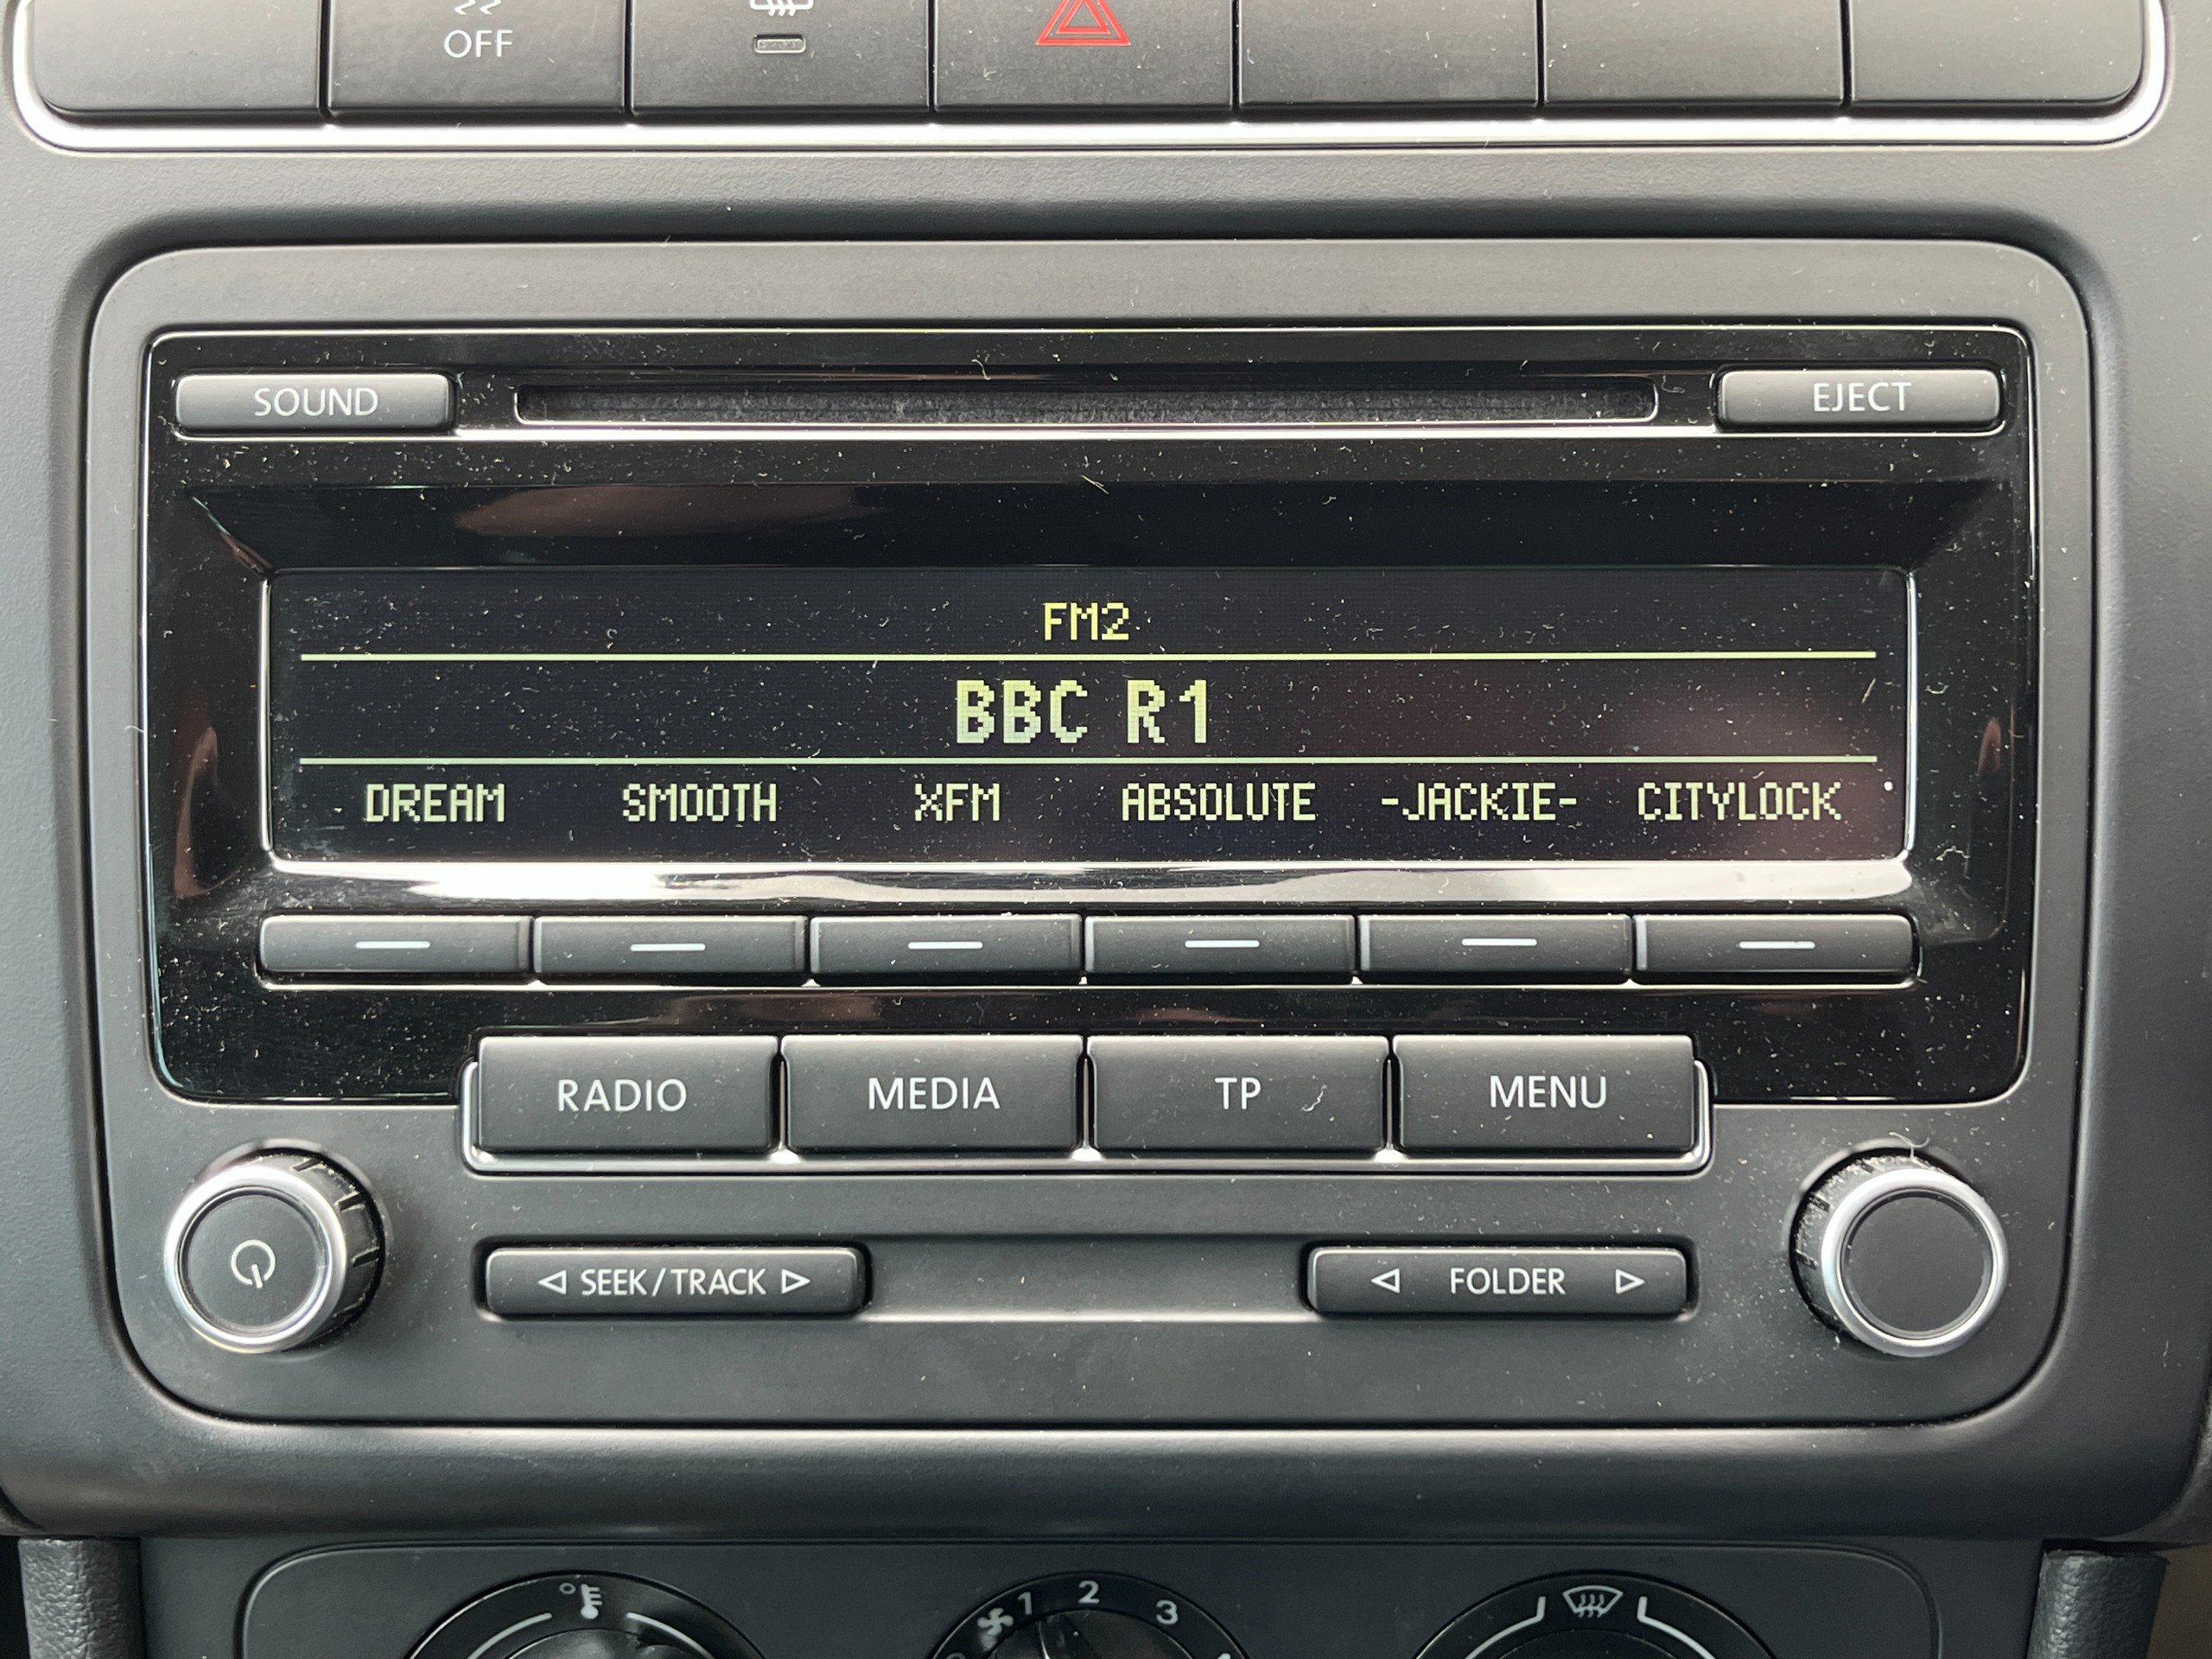 OFF
SOUND EJECT
FM2
BBC R1
DREAM SMOOTH XFM ABSOLUTE -JACKIE- CITYLOCK
RADIO MEDIA TP MENU
SEEK/TRACK FOLDER
1 2 3